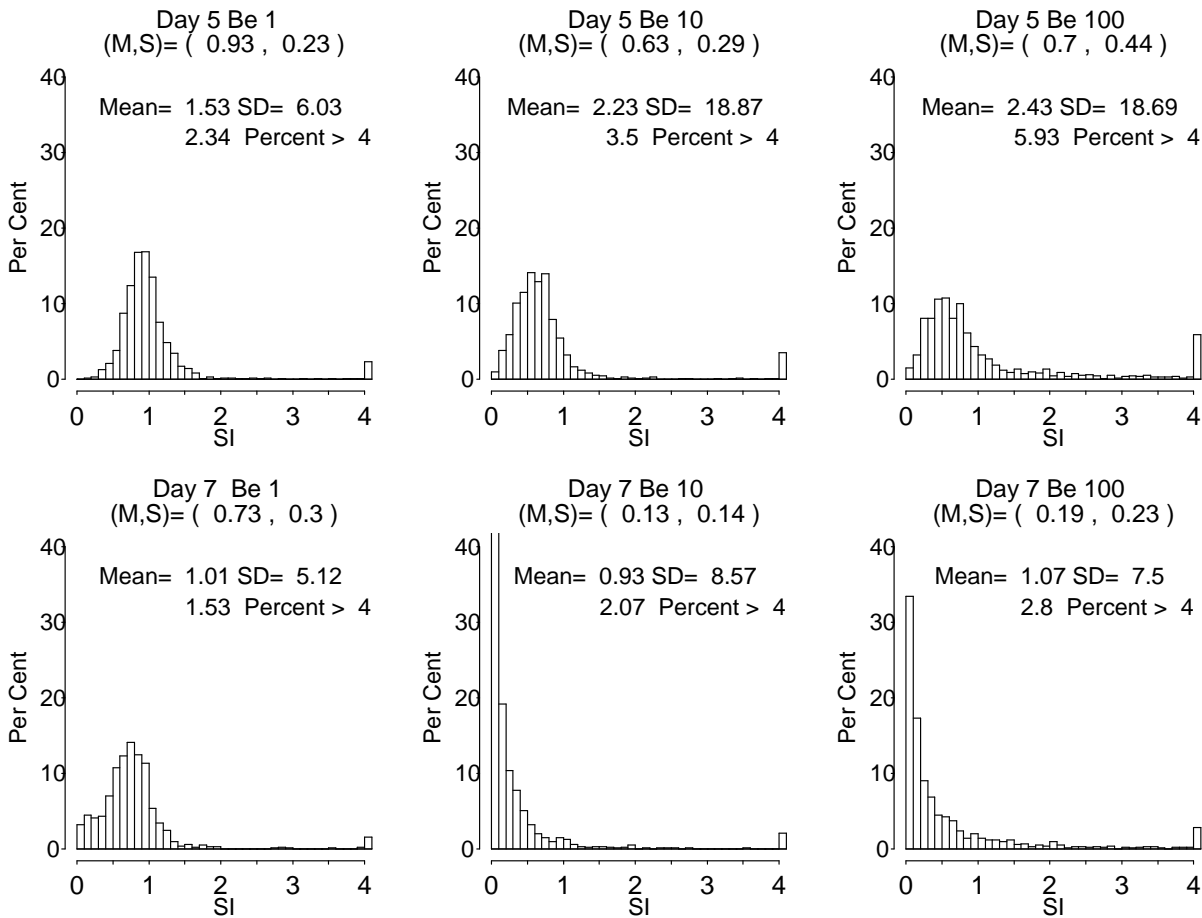 Day 5 Be 1
(M,S)= ( 0.93 , 0.23 )
Mean= 1.53 SD= 6.03
2.34 Percent > 4
Per Cent
40
30
20
10
0
0 1 2 3 4
SI
Day 5 Be 10
(M,S)= ( 0.63 , 0.29 )
Mean= 2.23 SD= 18.87
3.5 Percent > 4
Per Cent
40
30
20
10
0
0 1 2 3 4
SI
Day 5 Be 100
(M,S)= ( 0.7 , 0.44 )
Mean= 2.43 SD= 18.69
5.93 Percent > 4
Per Cent
40
30
20
10
0
0 1 2 3 4
SI
Day 7 Be 1
(M,S)= ( 0.73 , 0.3 )
Mean= 1.01 SD= 5.12
1.53 Percent > 4
Per Cent
40
30
20
10
0
0 1 2 3 4
SI
Day 7 Be 10
(M,S)= ( 0.13 , 0.14 )
Mean= 0.93 SD= 8.57
2.07 Percent > 4
Per Cent
40
30
20
10
0
0 1 2 3 4
SI
Day 7 Be 100
(M,S)= ( 0.19 , 0.23 )
Mean= 1.07 SD= 7.5
2.8 Percent > 4
Per Cent
40
30
20
10
0
0 1 2 3 4
SI